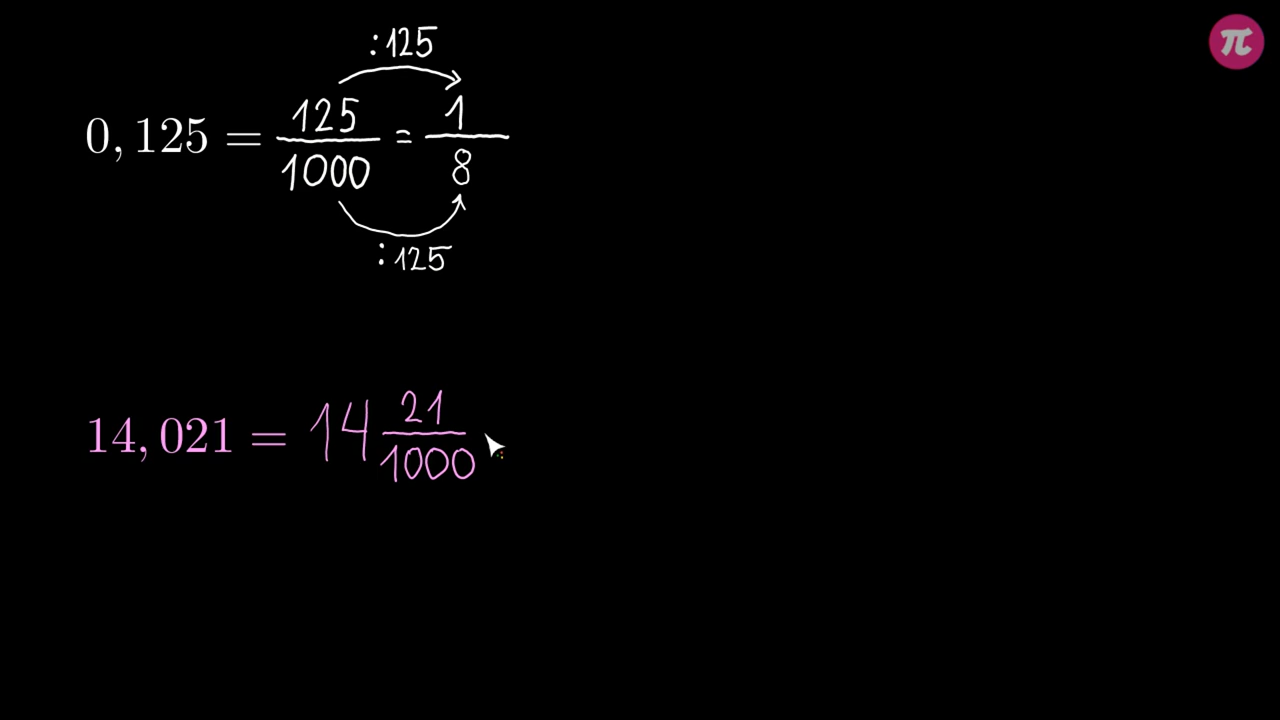 :125
0,125 = 125/1000 = 1/8
:125
14,021 = 14 21/1000
π